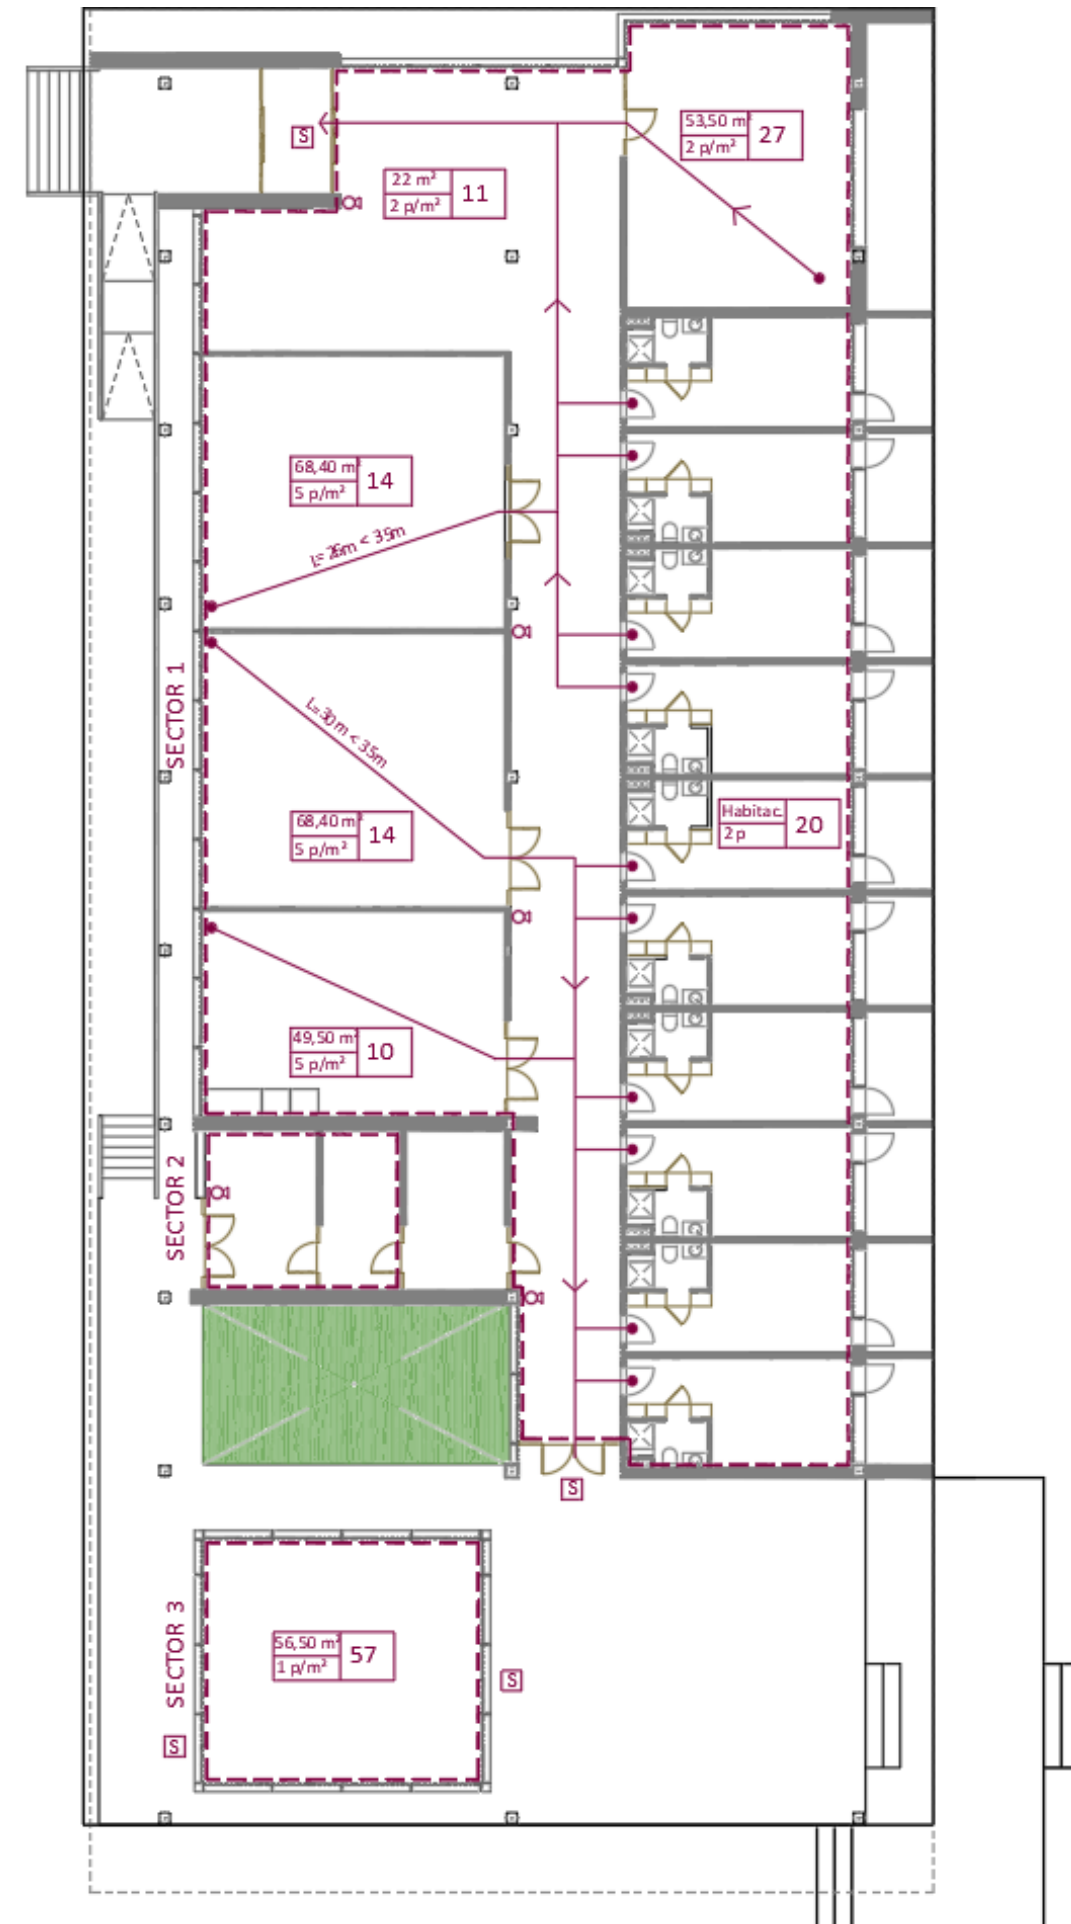 S
53,50 m²
2 p/m²
27
22 m²
2 p/m²
11
68,40 m²
5 p/m²
14
L= 26m < 35m
SECTOR 1
L=30 m < 35m
68,40 m²
5 p/m²
14
Habitac.
2 p
20
49,50 m²
5 p/m²
10
SECTOR 2
S
SECTOR 3
56,50 m²
1 p/m²
57
S
S